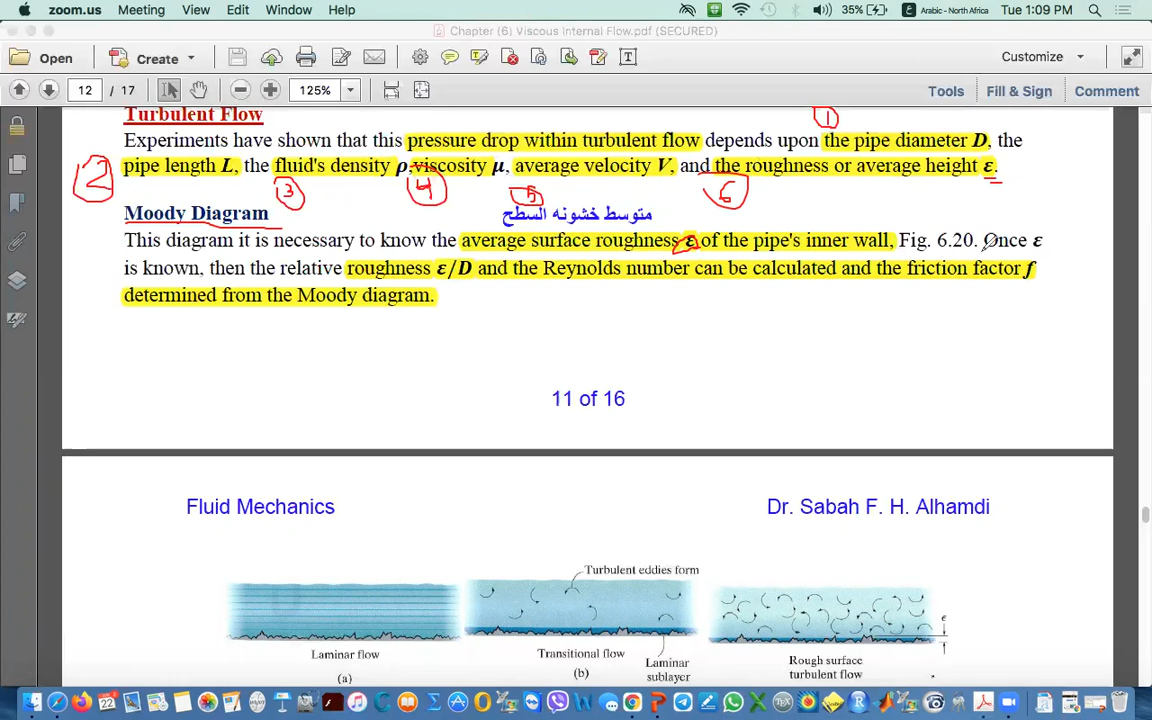 zoom.us Meeting View Edit Window Help 35% Arabic - North Africa Tue 1:09 PM
Chapter (6) Viscous Internal Flow.pdf (SECURED)
Open Create Customize
12 / 17 125% Tools Fill & Sign Comment
Turbulent Flow
1
Experiments have shown that this pressure drop within turbulent flow depends upon the pipe diameter D, the
pipe length L, the fluid's density ρ, viscosity μ, average velocity V, and the roughness or average height ε.
2 3 4 5 6
Moody Diagram
متوسط خشونه السطح
This diagram it is necessary to know the average surface roughness ε of the pipe's inner wall, Fig. 6.20. Once ε
is known, then the relative roughness ε/D and the Reynolds number can be calculated and the friction factor f
determined from the Moody diagram.
11 of 16
Fluid Mechanics Dr. Sabah F. H. Alhamdi
Turbulent eddies form
ε
Laminar flow
(a)
Transitional flow
(b)
Laminar
sublayer
Rough surface
turbulent flow